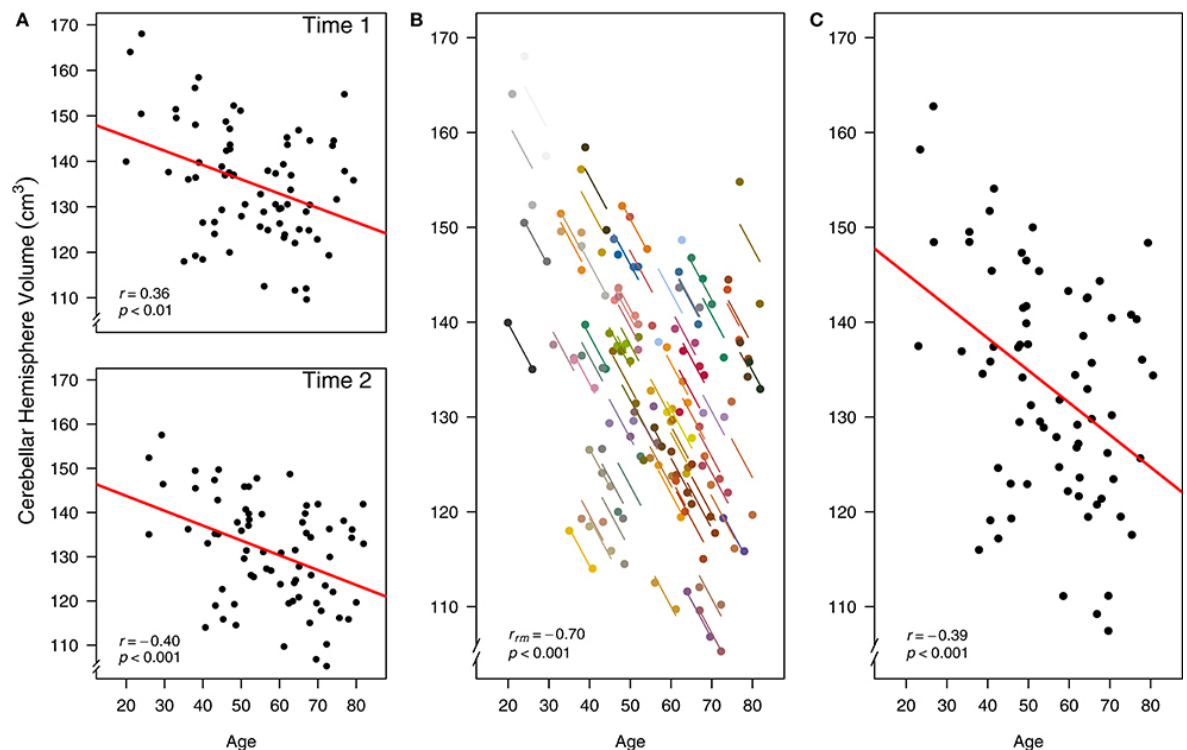 A
B
C
Time 1
170
160
150
140
130
120
110
r = 0.36
p < 0.01
Time 2
170
160
150
140
130
120
110
r = −0.40
p < 0.001
20 30 40 50 60 70 80
Age
Cerebellar Hemisphere Volume (cm³)
170
160
150
140
130
120
110
r_rm = −0.70
p < 0.001
20 30 40 50 60 70 80
Age
170
160
150
140
130
120
110
r = −0.39
p < 0.001
20 30 40 50 60 70 80
Age